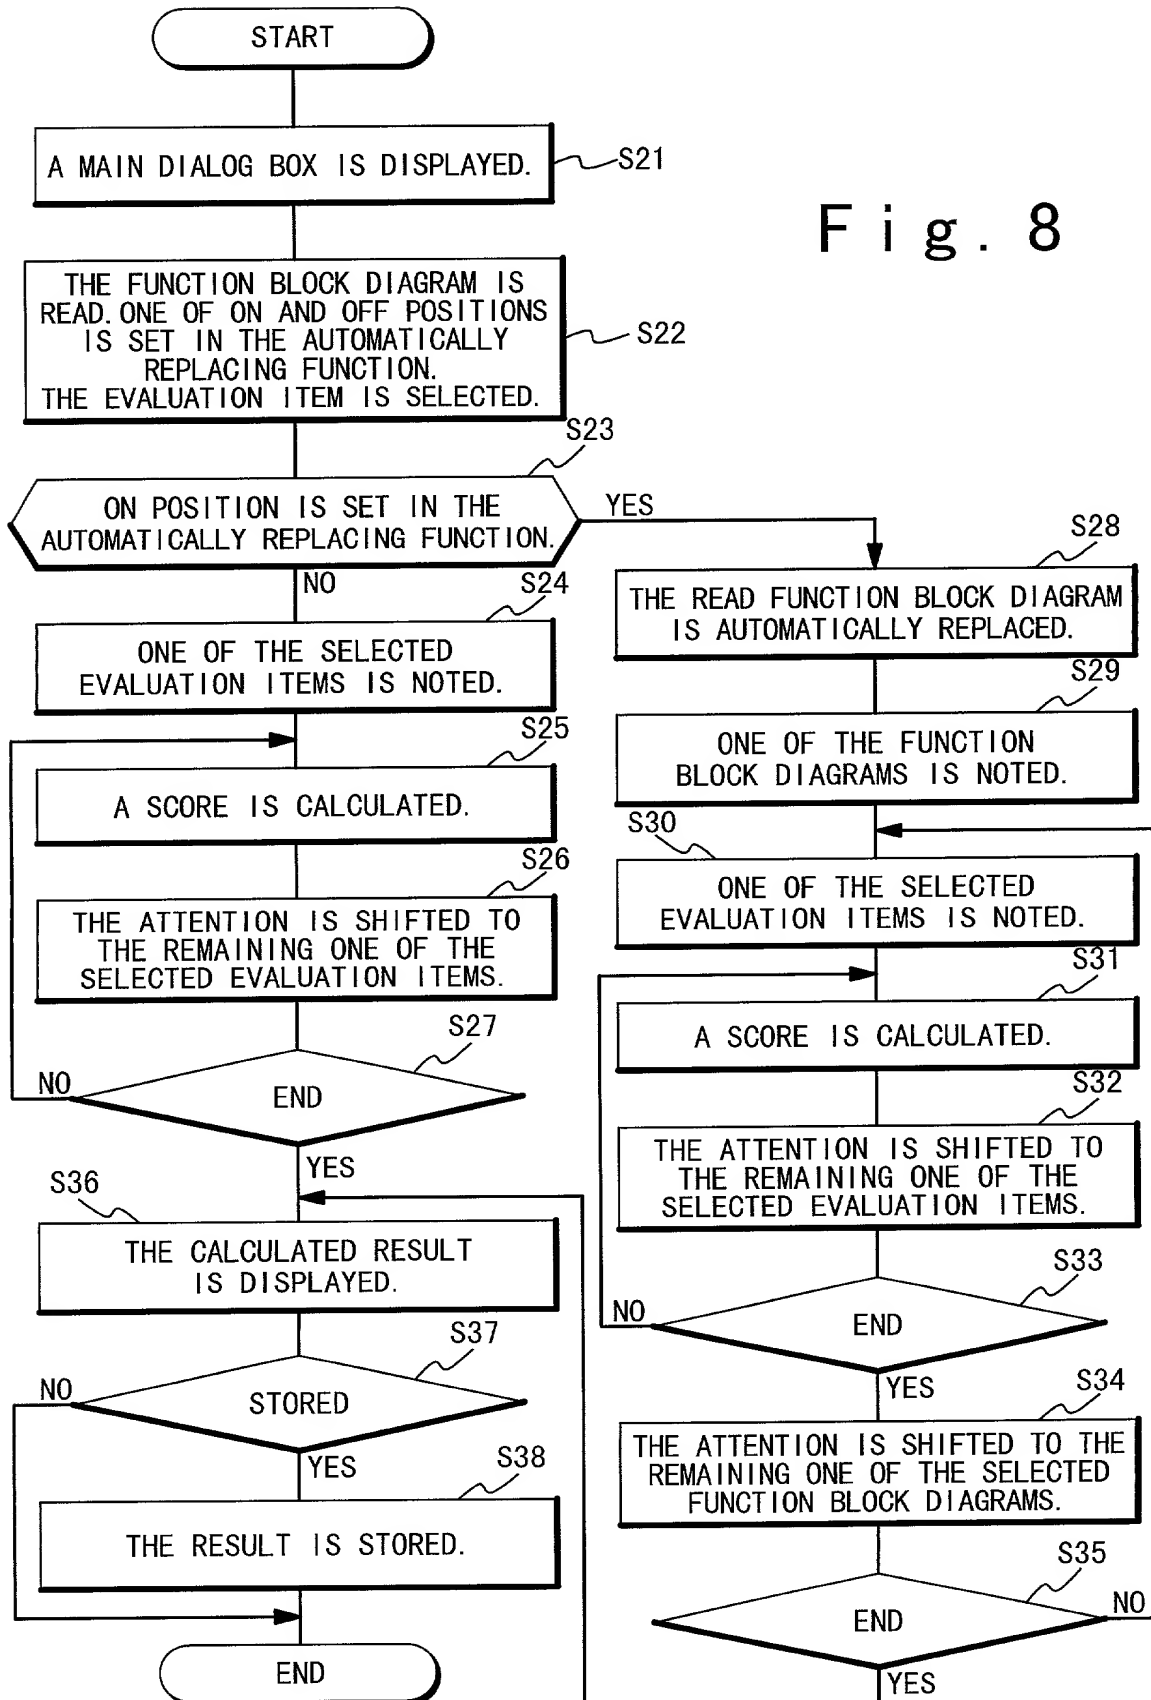 START
A MAIN DIALOG BOX IS DISPLAYED.
S21
Fig. 8
THE FUNCTION BLOCK DIAGRAM IS
READ. ONE OF ON AND OFF POSITIONS
IS SET IN THE AUTOMATICALLY
REPLACING FUNCTION.
THE EVALUATION ITEM IS SELECTED.
S22
S23
ON POSITION IS SET IN THE
AUTOMATICALLY REPLACING FUNCTION.
YES
NO
S24
ONE OF THE SELECTED
EVALUATION ITEMS IS NOTED.
S25
A SCORE IS CALCULATED.
S26
THE ATTENTION IS SHIFTED TO
THE REMAINING ONE OF THE
SELECTED EVALUATION ITEMS.
S27
NO
END
YES
S28
THE READ FUNCTION BLOCK DIAGRAM
IS AUTOMATICALLY REPLACED.
S29
ONE OF THE FUNCTION
BLOCK DIAGRAMS IS NOTED.
S30
ONE OF THE SELECTED
EVALUATION ITEMS IS NOTED.
S31
A SCORE IS CALCULATED.
S32
THE ATTENTION IS SHIFTED TO
THE REMAINING ONE OF THE
SELECTED EVALUATION ITEMS.
S33
NO
END
YES
S34
THE ATTENTION IS SHIFTED TO THE
REMAINING ONE OF THE SELECTED
FUNCTION BLOCK DIAGRAMS.
S35
END
NO
YES
S36
THE CALCULATED RESULT
IS DISPLAYED.
S37
NO
STORED
YES
S38
THE RESULT IS STORED.
END